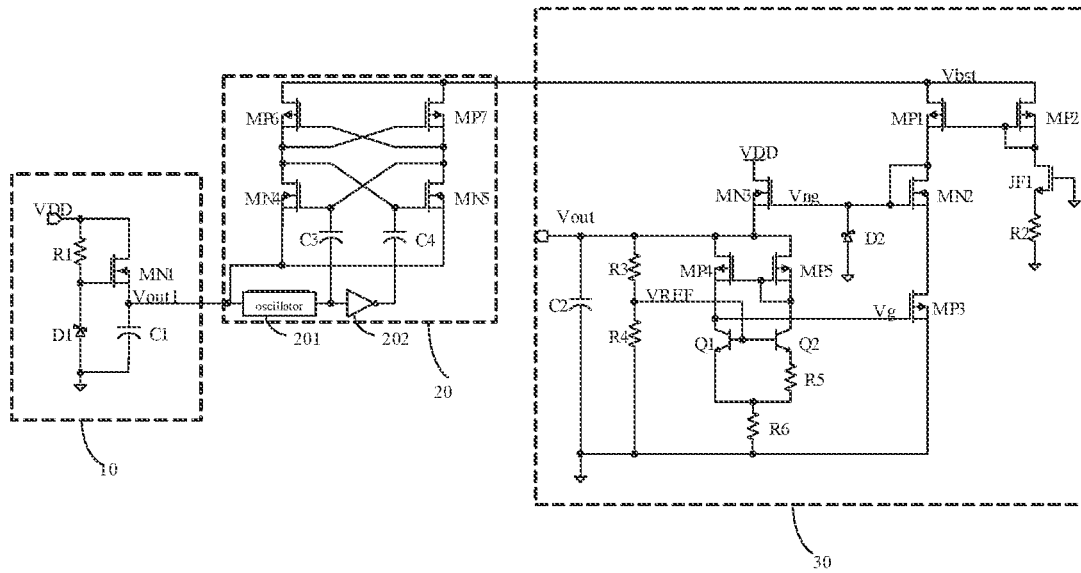 Vbst
MP6
MP7
MP1
MP2
VDD
MN3
Vng
JF1
MN4
MN5
MN2
VDD
Vout
C3
C4
D2
R2
R1
MN1
R3
MP4
MP5
Vout1
C2
VREF
Vg
MP3
oscillator
D1
C1
R4
Q1
Q2
201
202
R5
20
R6
10
30